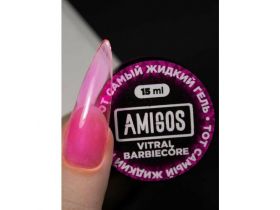 ТОТ САМЫЙ ЖИДКИЙ ГЕЛЬ •
15 ml
AMIGOS
VITRAL
BARBIECORE
ТОТ САМЫЙ ЖИДКИЙ